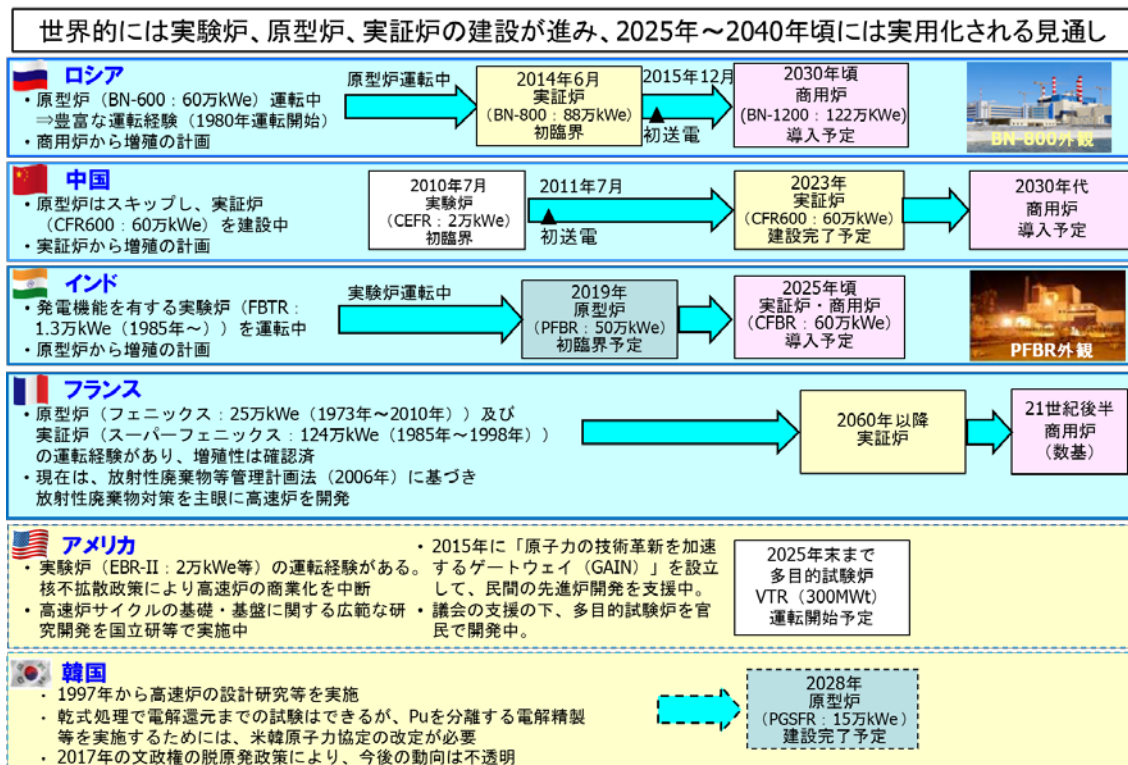 世界的には実験炉、原型炉、実証炉の建設が進み、2025年～2040年頃には実用化される見通し
ロシア
・原型炉（BN-600：60万kWe）運転中
⇒豊富な運転経験（1980年運転開始）
・商用炉から増殖の計画
原型炉運転中
2014年6月
実証炉
(BN-800：88万kWe)
初臨界
2015年12月
初送電
2030年頃
商用炉
(BN-1200：122万KWe)
導入予定
BN-800外観
中国
・原型炉はスキップし、実証炉
（CFR600：60万kWe）を建設中
・実証炉から増殖の計画
2010年7月
実験炉
(CEFR：2万kWe)
初臨界
2011年7月
初送電
2023年
実証炉
(CFR600：60万kWe)
建設完了予定
2030年代
商用炉
導入予定
インド
・発電機能を有する実験炉（FBTR：
1.3万kWe（1985年～））を運転中
・原型炉から増殖の計画
実験炉運転中
2019年
原型炉
(PFBR：50万kWe)
初臨界予定
2025年頃
実証炉・商用炉
(CFBR：60万kWe)
導入予定
PFBR外観
フランス
・原型炉（フェニックス：25万kWe（1973年～2010年））及び
実証炉（スーパーフェニックス：124万kWe（1985年～1998年））
の運転経験があり、増殖性は確認済
・現在は、放射性廃棄物等管理計画法（2006年）に基づき
放射性廃棄物対策を主眼に高速炉を開発
2060年以降
実証炉
21世紀後半
商用炉
（数基）
アメリカ
・実験炉（EBR-II：2万kWe等）の運転経験がある。
核不拡散政策により高速炉の商業化を中断
・高速炉サイクルの基礎・基盤に関する広範な研
究開発を国立研等で実施中
・2015年に「原子力の技術革新を加速
するゲートウェイ（GAIN）」を設立
して、民間の先進炉開発を支援中。
・議会の支援の下、多目的試験炉を官
民で開発中。
2025年末まで
多目的試験炉
VTR（300MWt）
運転開始予定
韓国
・1997年から高速炉の設計研究等を実施
・乾式処理で電解還元までの試験はできるが、Puを分離する電解精製
等を実施するためには、米韓原子力協定の改定が必要
・2017年の文政権の脱原発政策により、今後の動向は不透明
2028年
原型炉
(PGSFR：15万kWe)
建設完了予定